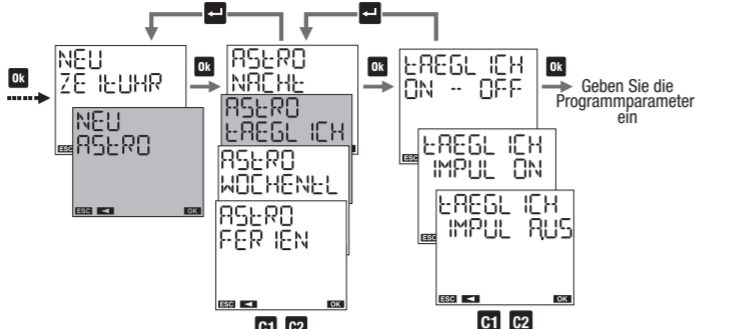 Ok
NEU
ZEItUHR
ESC
NEU
AStRO
ESC
OK
Ok
AStRO
NACHt
AStRO
tAEGLICH
AStRO
WOCHENtL
AStRO
FERIEN
ESC
OK
C1 C2
Ok
tAEGLICH
ON -- OFF
ESC
tAEGLICH
IMPUL ON
ESC
tAEGLICH
IMPUL AUS
ESC
OK
C1 C2
Ok
Geben Sie die
Programmparameter
ein